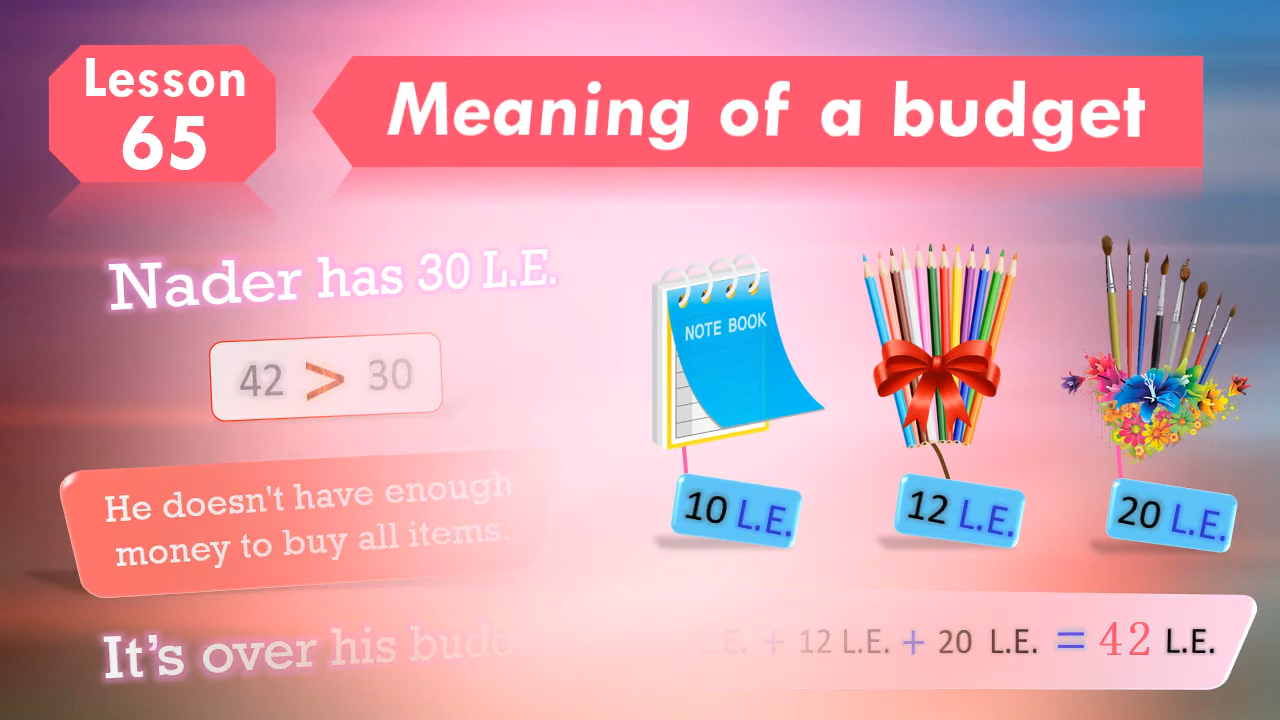 Lesson
65
Meaning of a budget
Nader has 30 L.E.
42 > 30
He doesn't have enough
money to buy all items.
It's over his
NOTE BOOK
10 L.E.
12 L.E.
20 L.E.
+ 12 L.E. + 20 L.E. = 42 L.E.